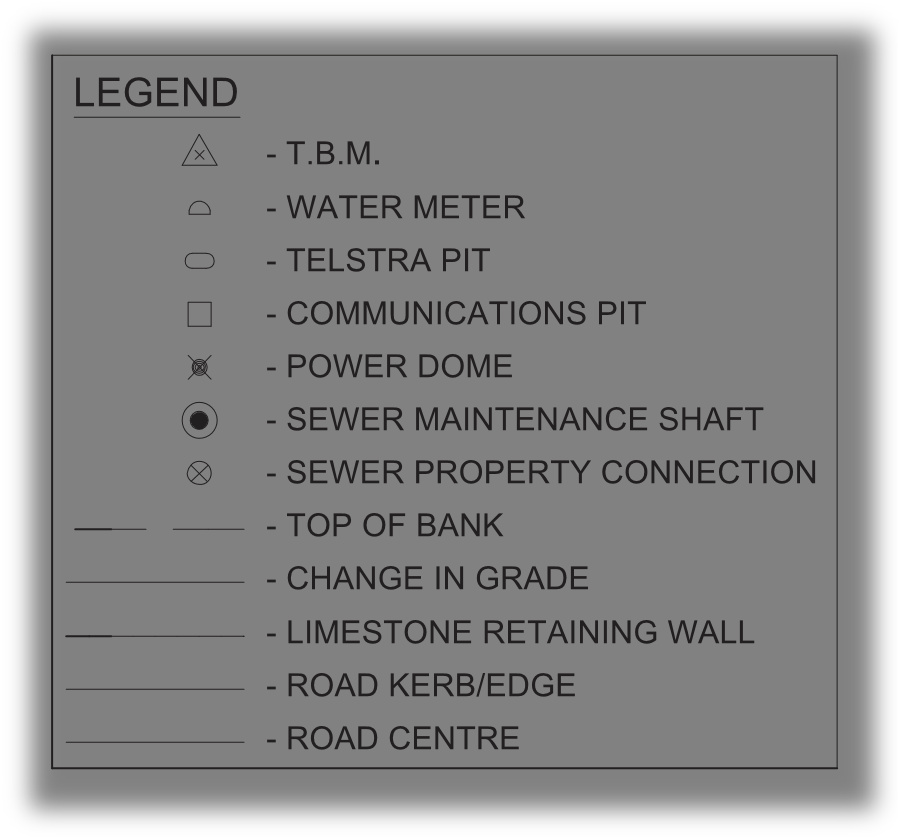 LEGEND
- T.B.M.
- WATER METER
- TELSTRA PIT
- COMMUNICATIONS PIT
- POWER DOME
- SEWER MAINTENANCE SHAFT
- SEWER PROPERTY CONNECTION
- TOP OF BANK
- CHANGE IN GRADE
- LIMESTONE RETAINING WALL
- ROAD KERB/EDGE
- ROAD CENTRE